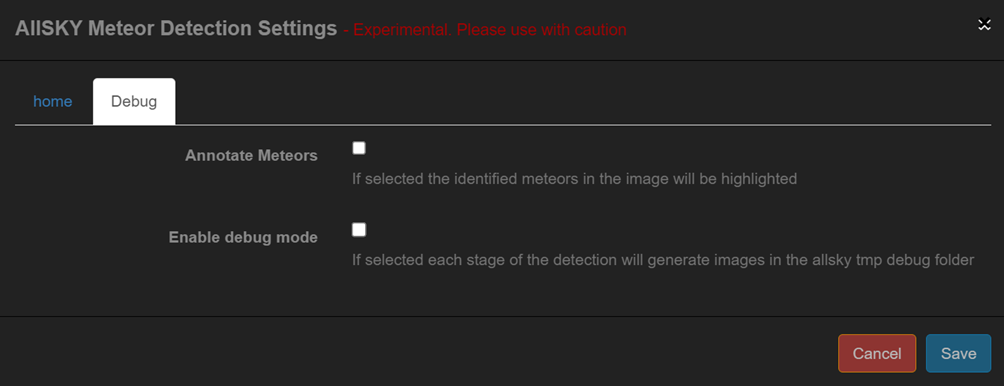 AllSKY Meteor Detection Settings - Experimental. Please use with caution
home Debug
Annotate Meteors
If selected the identified meteors in the image will be highlighted
Enable debug mode
If selected each stage of the detection will generate images in the allsky tmp debug folder
Cancel Save